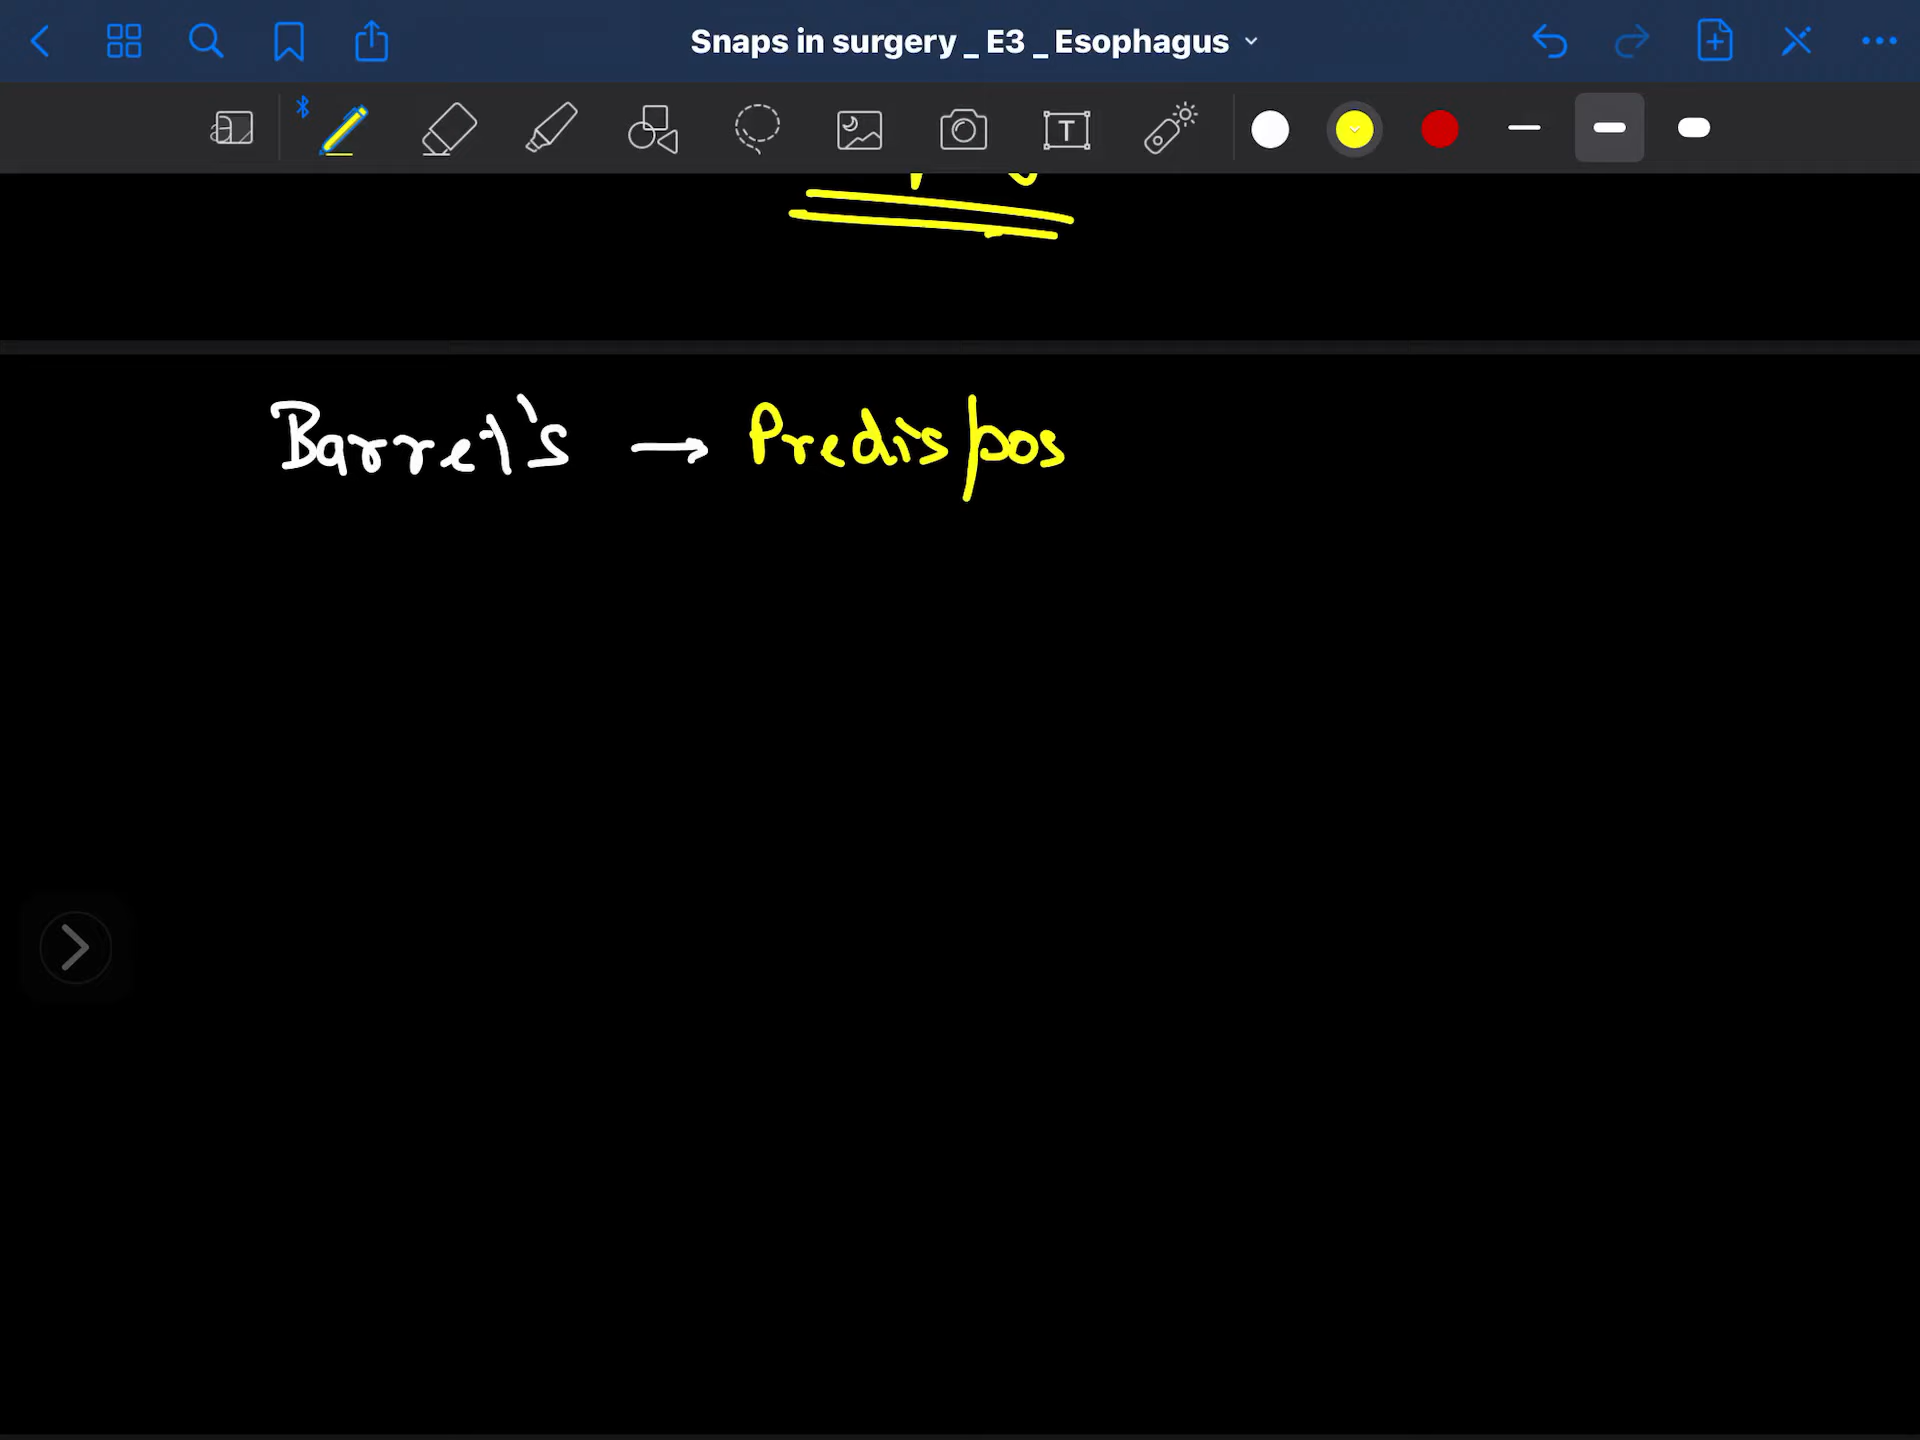 Snaps in surgery _ E3 _ Esophagus
T
Barret's → Predispos